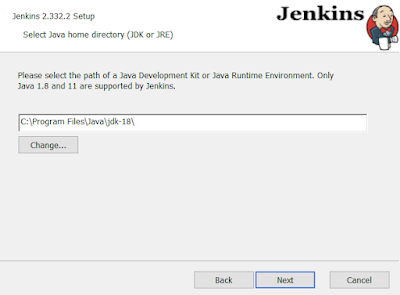 Jenkins 2.332.2 Setup
Jenkins
Select Java home directory (JDK or JRE)
Please select the path of a Java Development Kit or Java Runtime Environment. Only
Java 1.8 and 11 are supported by Jenkins.
C:\Program Files\Java\jdk-18\
Change...
Back Next Cancel